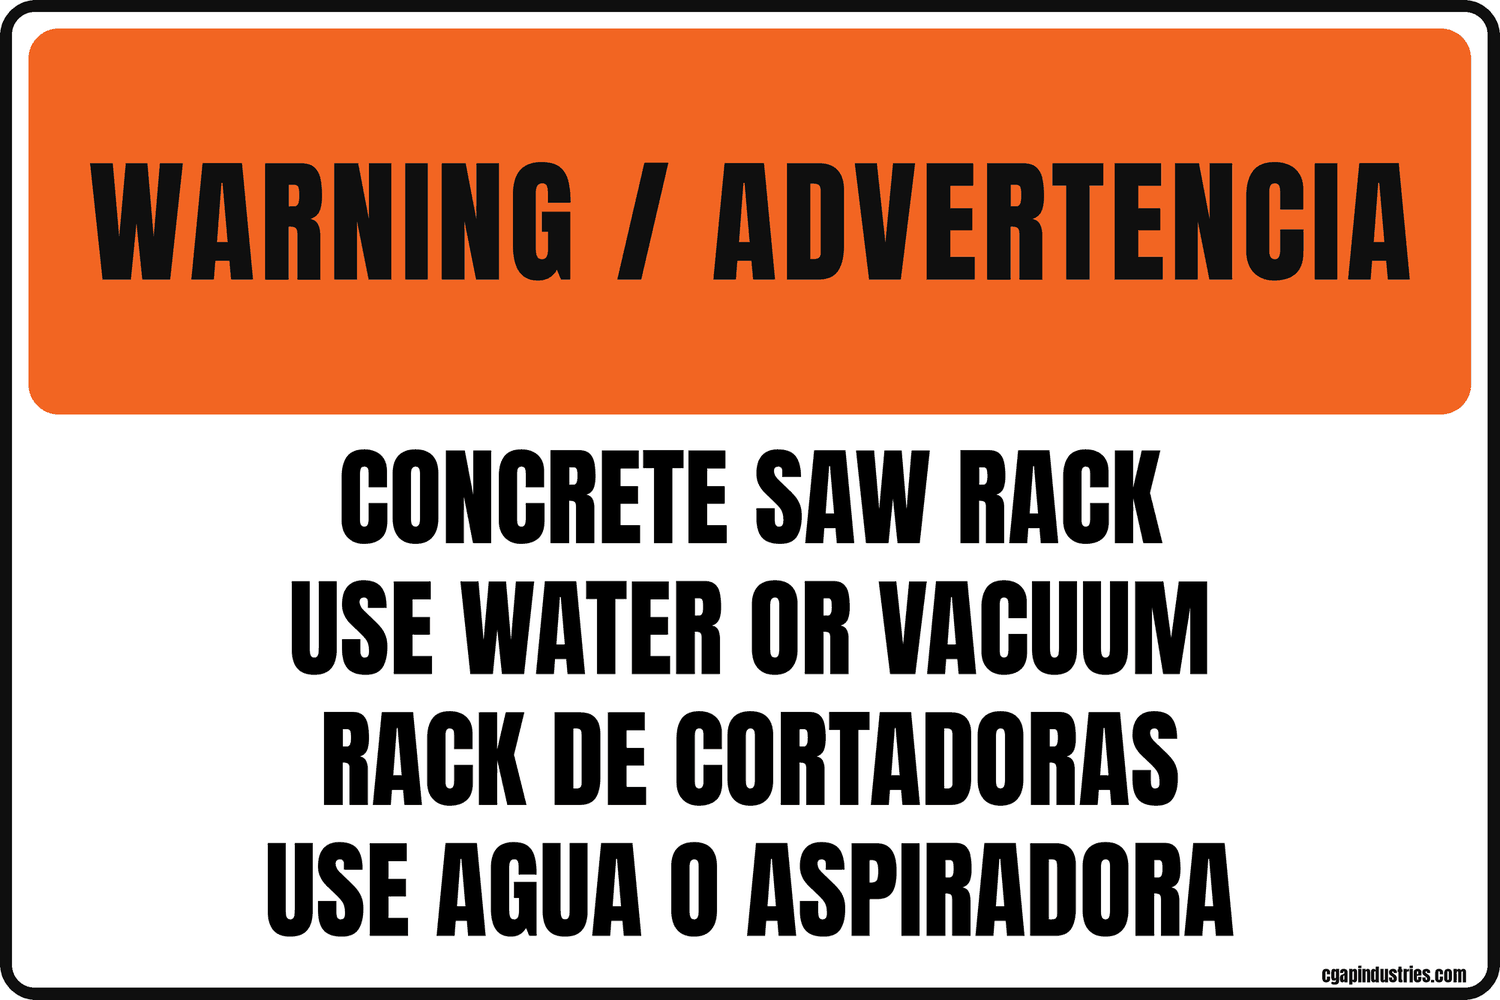 WARNING / ADVERTENCIA
CONCRETE SAW RACK
USE WATER OR VACUUM
RACK DE CORTADORAS
USE AGUA O ASPIRADORA
cgapindustries.com